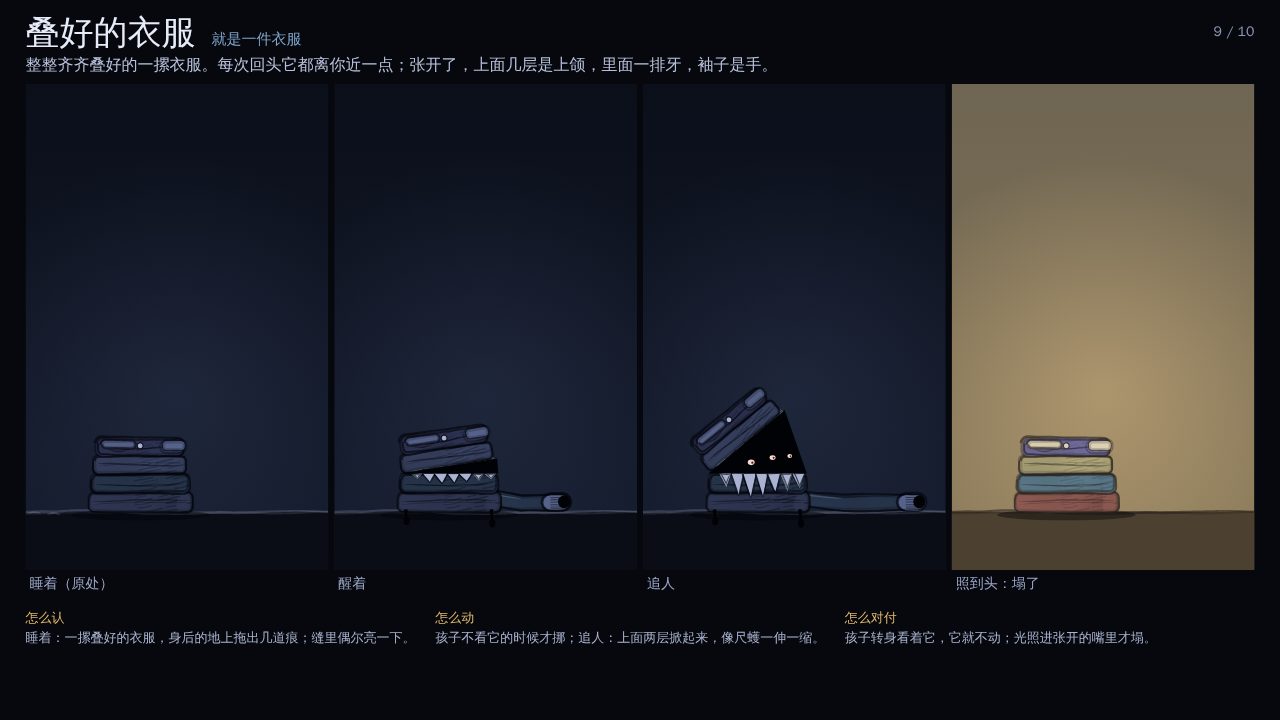 叠好的衣服 就是一件衣服
9 / 10
整整齐齐叠好的一摞衣服。每次回头它都离你近一点；张开了，上面几层是上颌，里面一排牙，袖子是手。
睡着（原处）
醒着
追人
照到头：塌了
怎么认
睡着：一摞叠好的衣服，身后的地上拖出几道痕；缝里偶尔亮一下。
怎么动
孩子不看它的时候才挪；追人：上面两层掀起来，像尺蠖一伸一缩。
怎么对付
孩子转身看着它，它就不动；光照进张开的嘴里才塌。